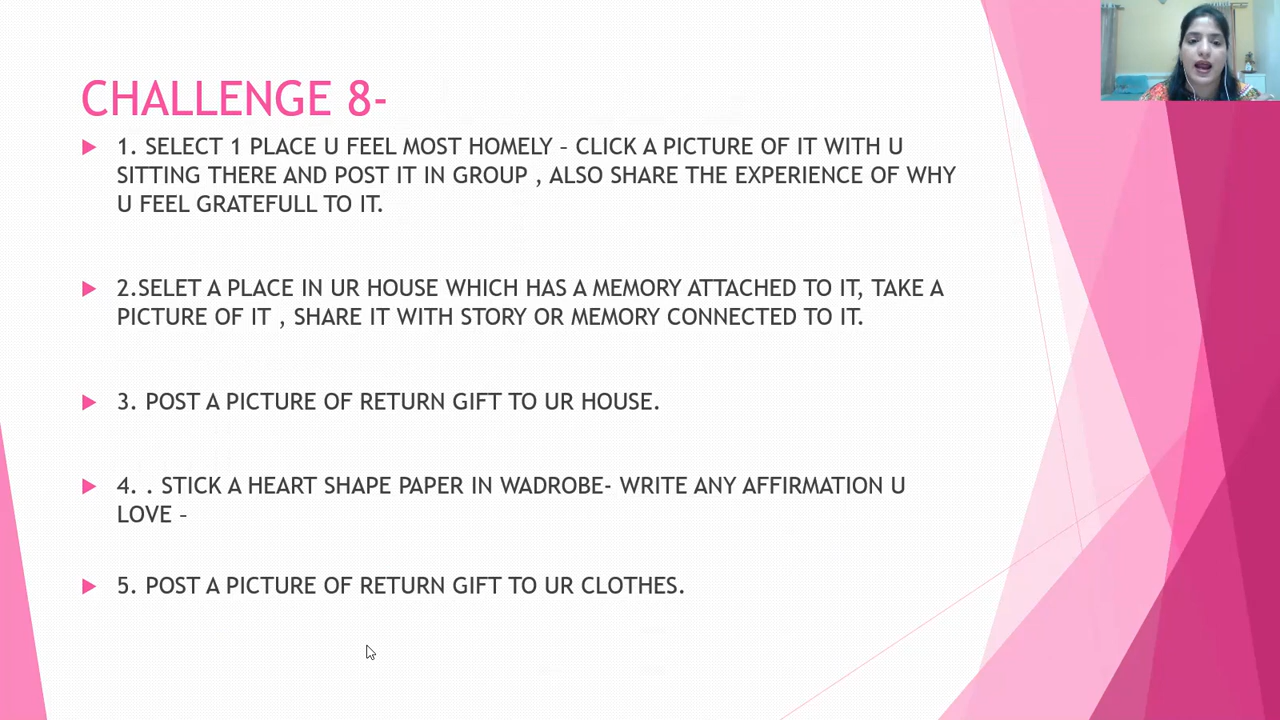 CHALLENGE 8-
1. SELECT 1 PLACE U FEEL MOST HOMELY – CLICK A PICTURE OF IT WITH U
SITTING THERE AND POST IT IN GROUP , ALSO SHARE THE EXPERIENCE OF WHY
U FEEL GRATEFULL TO IT.
2.SELET A PLACE IN UR HOUSE WHICH HAS A MEMORY ATTACHED TO IT, TAKE A
PICTURE OF IT , SHARE IT WITH STORY OR MEMORY CONNECTED TO IT.
3. POST A PICTURE OF RETURN GIFT TO UR HOUSE.
4. . STICK A HEART SHAPE PAPER IN WADROBE- WRITE ANY AFFIRMATION U
LOVE –
5. POST A PICTURE OF RETURN GIFT TO UR CLOTHES.